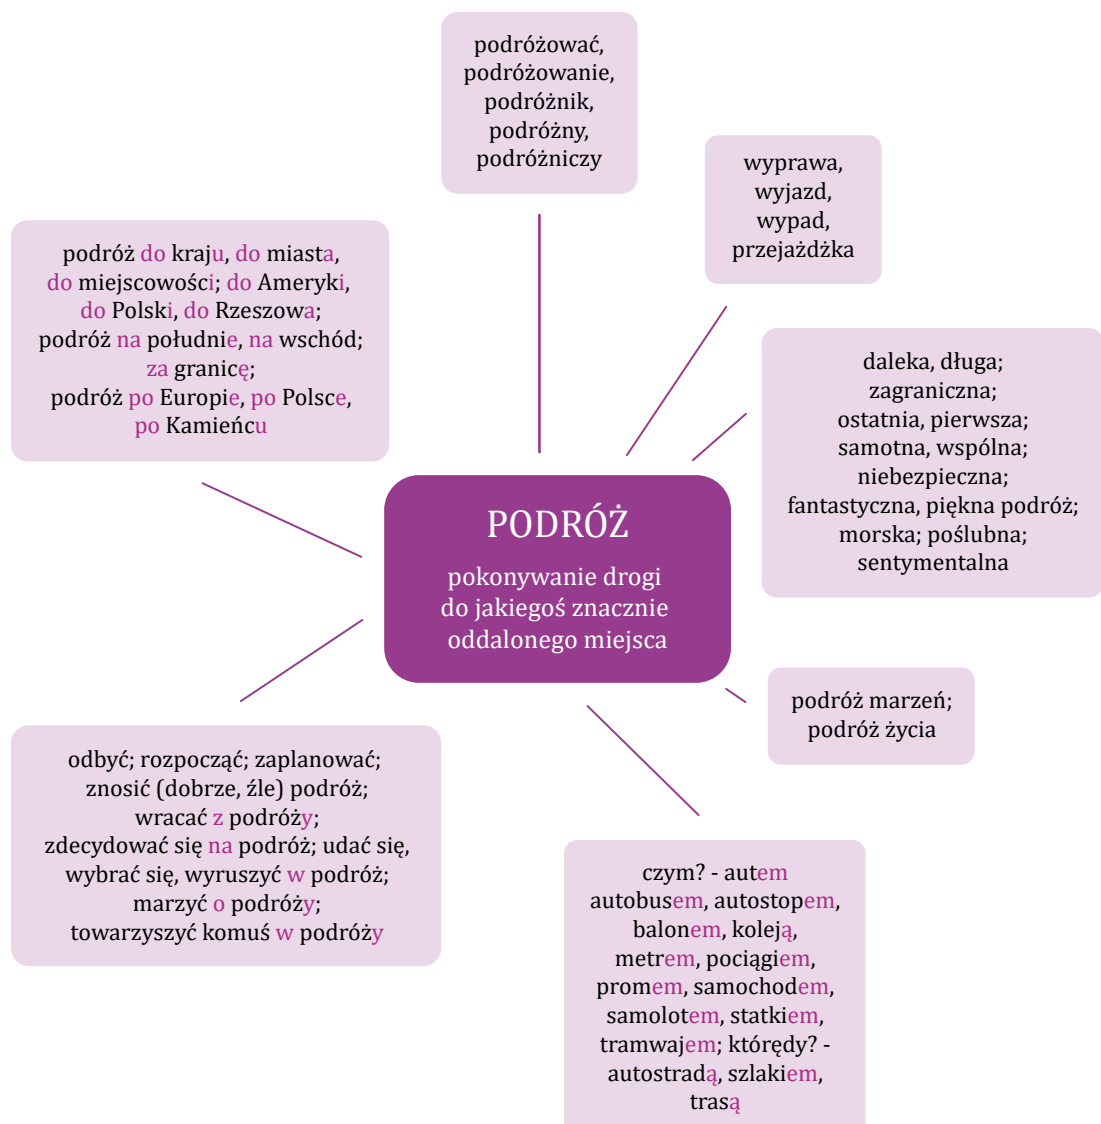 podróżować,
podróżowanie,
podróżnik,
podróżny,
podróżniczy
wyprawa,
wyjazd,
wypad,
przejażdżka
podróż do kraju, do miasta,
do miejscowości; do Ameryki,
do Polski, do Rzeszowa;
podróż na południe, na wschód;
za granicę;
podróż po Europie, po Polsce,
po Kamieńcu
daleka, długa;
zagraniczna;
ostatnia, pierwsza;
samotna, wspólna;
niebezpieczna;
fantastyczna, piękna podróż;
morska; poślubna;
sentymentalna
PODRÓŻ
pokonywanie drogi
do jakiegoś znacznie
oddalonego miejsca
podróż marzeń;
podróż życia
odbyć; rozpocząć; zaplanować;
znosić (dobrze, źle) podróż;
wracać z podróży;
zdecydować się na podróż; udać się,
wybrać się, wyruszyć w podróż;
marzyć o podróży;
towarzyszyć komuś w podróży
czym? - autem
autobusem, autostopem,
balonem, koleją,
metrem, pociągiem,
promem, samochodem,
samolotem, statkiem,
tramwajem; którędy? -
autostradą, szlakiem,
trasą